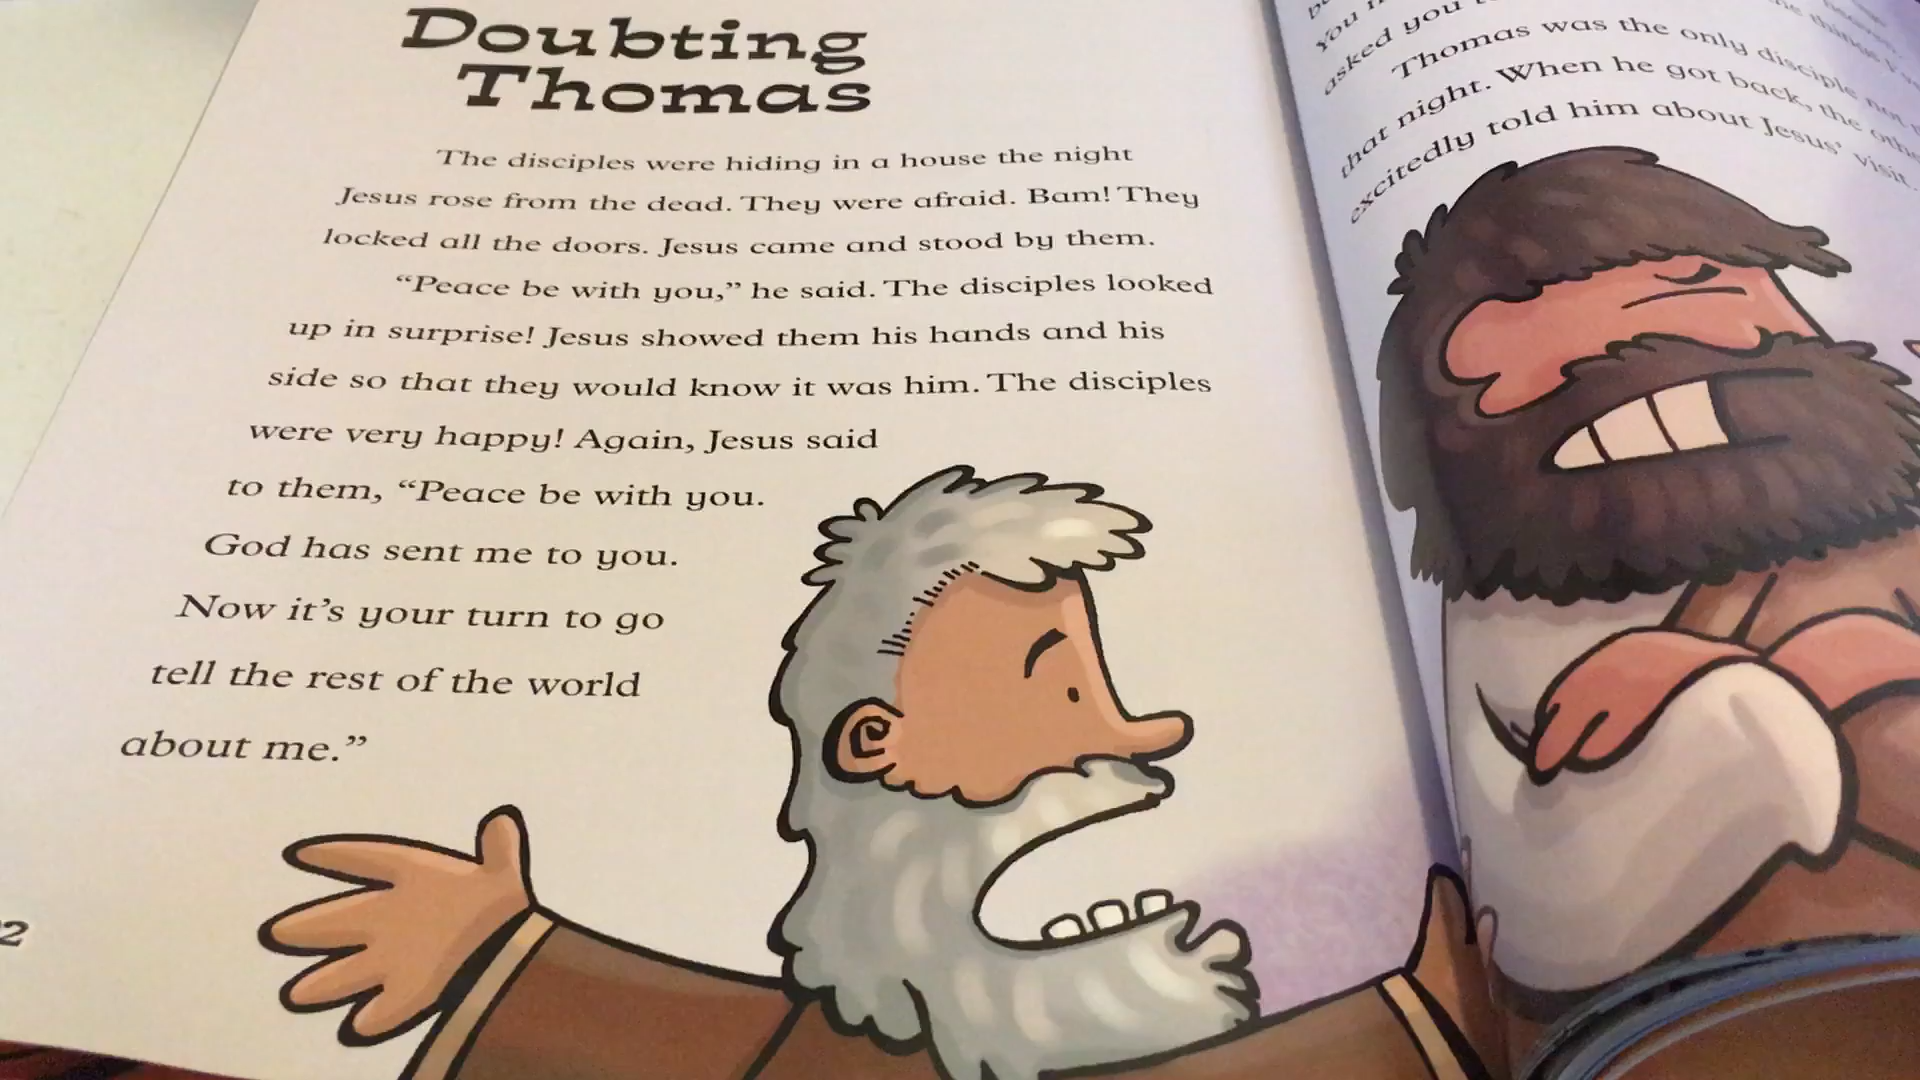 Doubting
Thomas
The disciples were hiding in a house the night
Jesus rose from the dead. They were afraid. Bam! They
locked all the doors. Jesus came and stood by them.
“Peace be with you,” he said. The disciples looked
up in surprise! Jesus showed them his hands and his
side so that they would know it was him. The disciples
were very happy! Again, Jesus said
to them, “Peace be with you.
God has sent me to you.
Now it’s your turn to go
tell the rest of the world
about me.”
2
asked you
Thomas was the only disciple not
that night. When he got back, the
excitedly told him about Jesus’ visit.